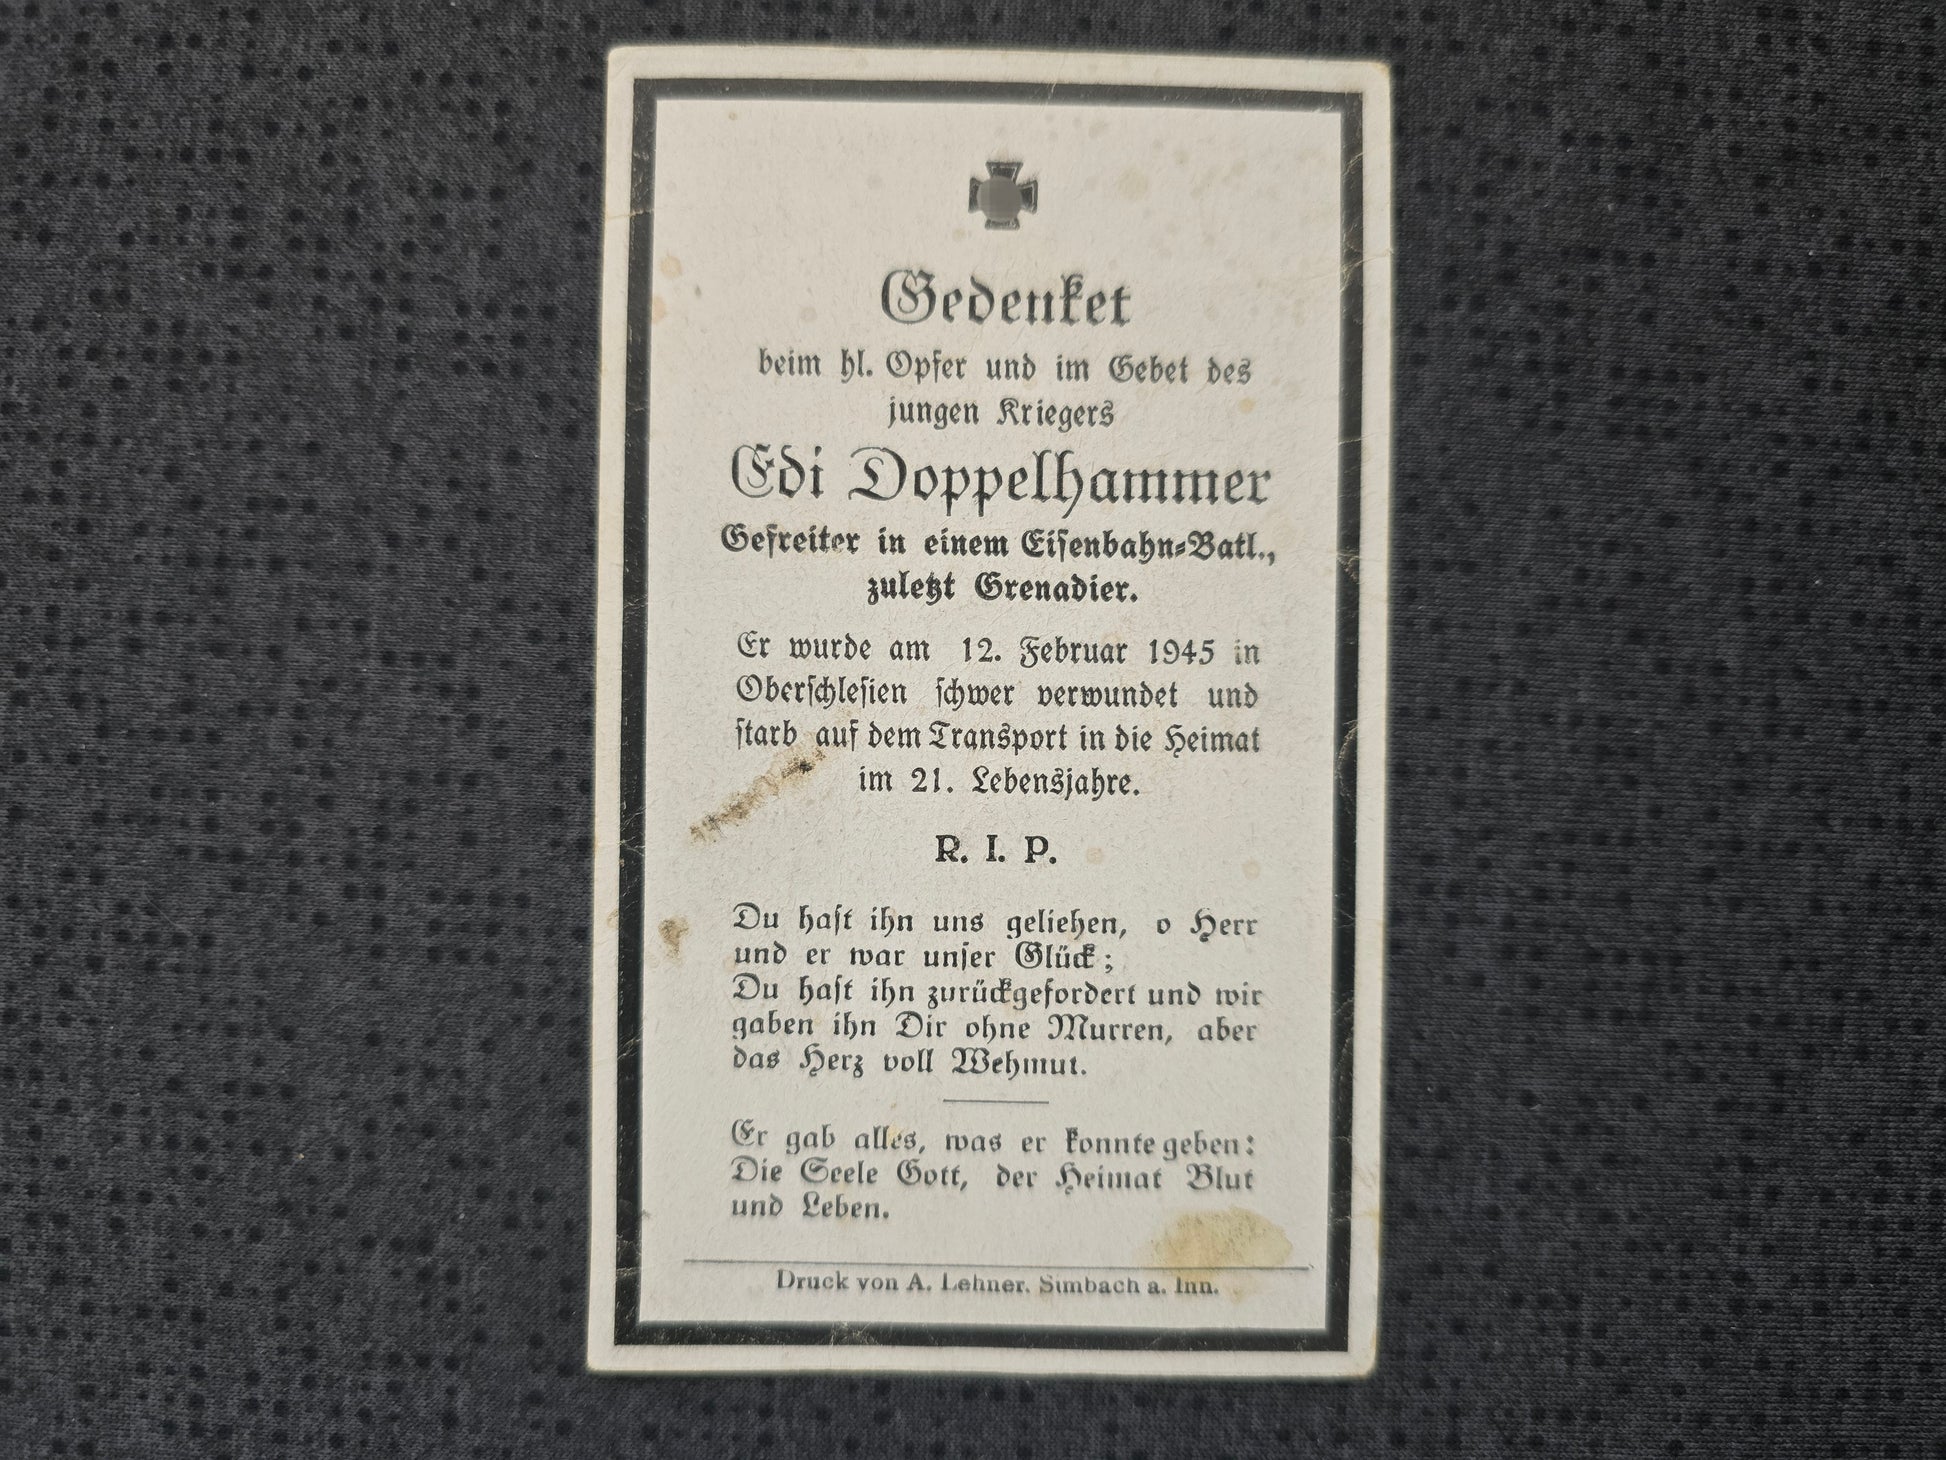 Gedenket
beim hl. Opfer und im Gebet des
jungen Kriegers
Edi Doppelhammer
Gefreiter in einem Eisenbahn-Batl.,
zuletzt Grenadier.
Er wurde am 12. Februar 1945 in
Oberschlesien schwer verwundet und
starb auf dem Transport in die Heimat
im 21. Lebensjahre.
R. I. P.
Du hast ihn uns geliehen, o Herr
und er war unser Glück;
Du hast ihn zurückgefordert und wir
gaben ihn Dir ohne Murren, aber
das Herz voll Wehmut.
Er gab alles, was er konnte geben:
Die Seele Gott, der Heimat Blut
und Leben.
Druck von A. Lehner, Simbach a. Inn.